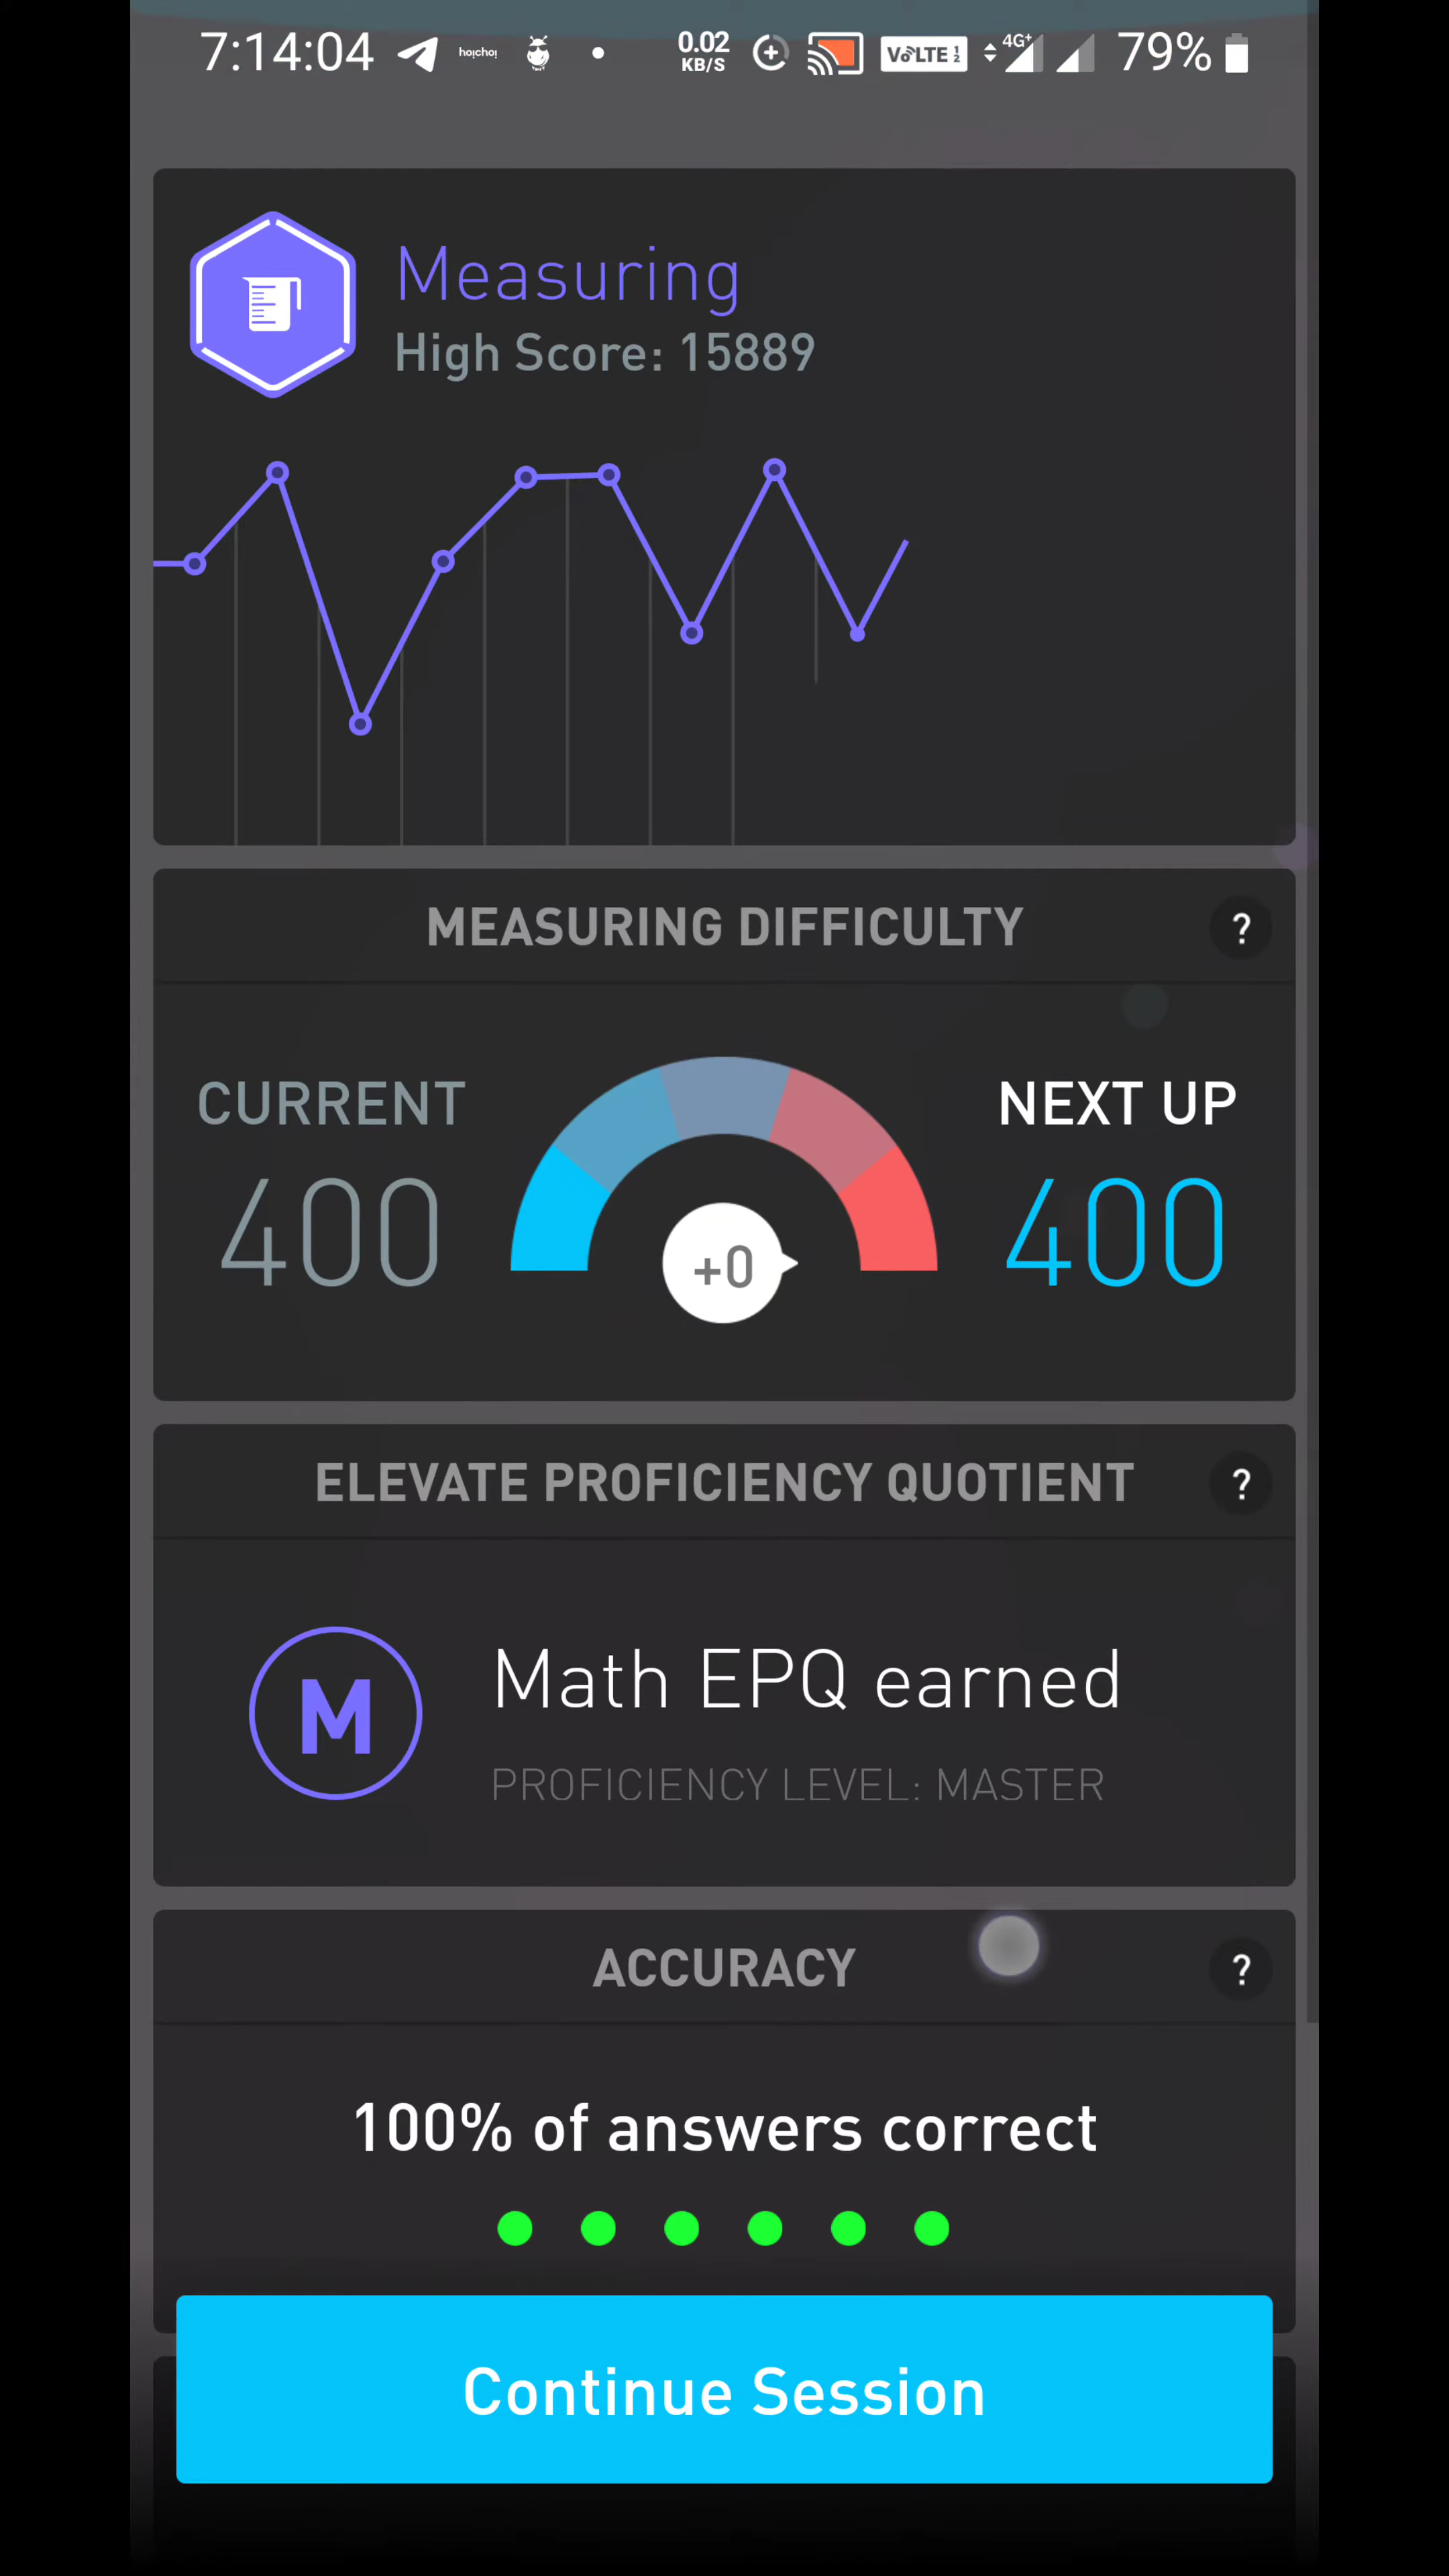 7:14:04 hoichoi 0.02 KB/S VoLTE 1 2 4G+ 79%
Measuring
High Score: 15889
MEASURING DIFFICULTY ?
CURRENT NEXT UP
400 +0 400
ELEVATE PROFICIENCY QUOTIENT ?
M Math EPQ earned
PROFICIENCY LEVEL: MASTER
ACCURACY ?
100% of answers correct
Continue Session